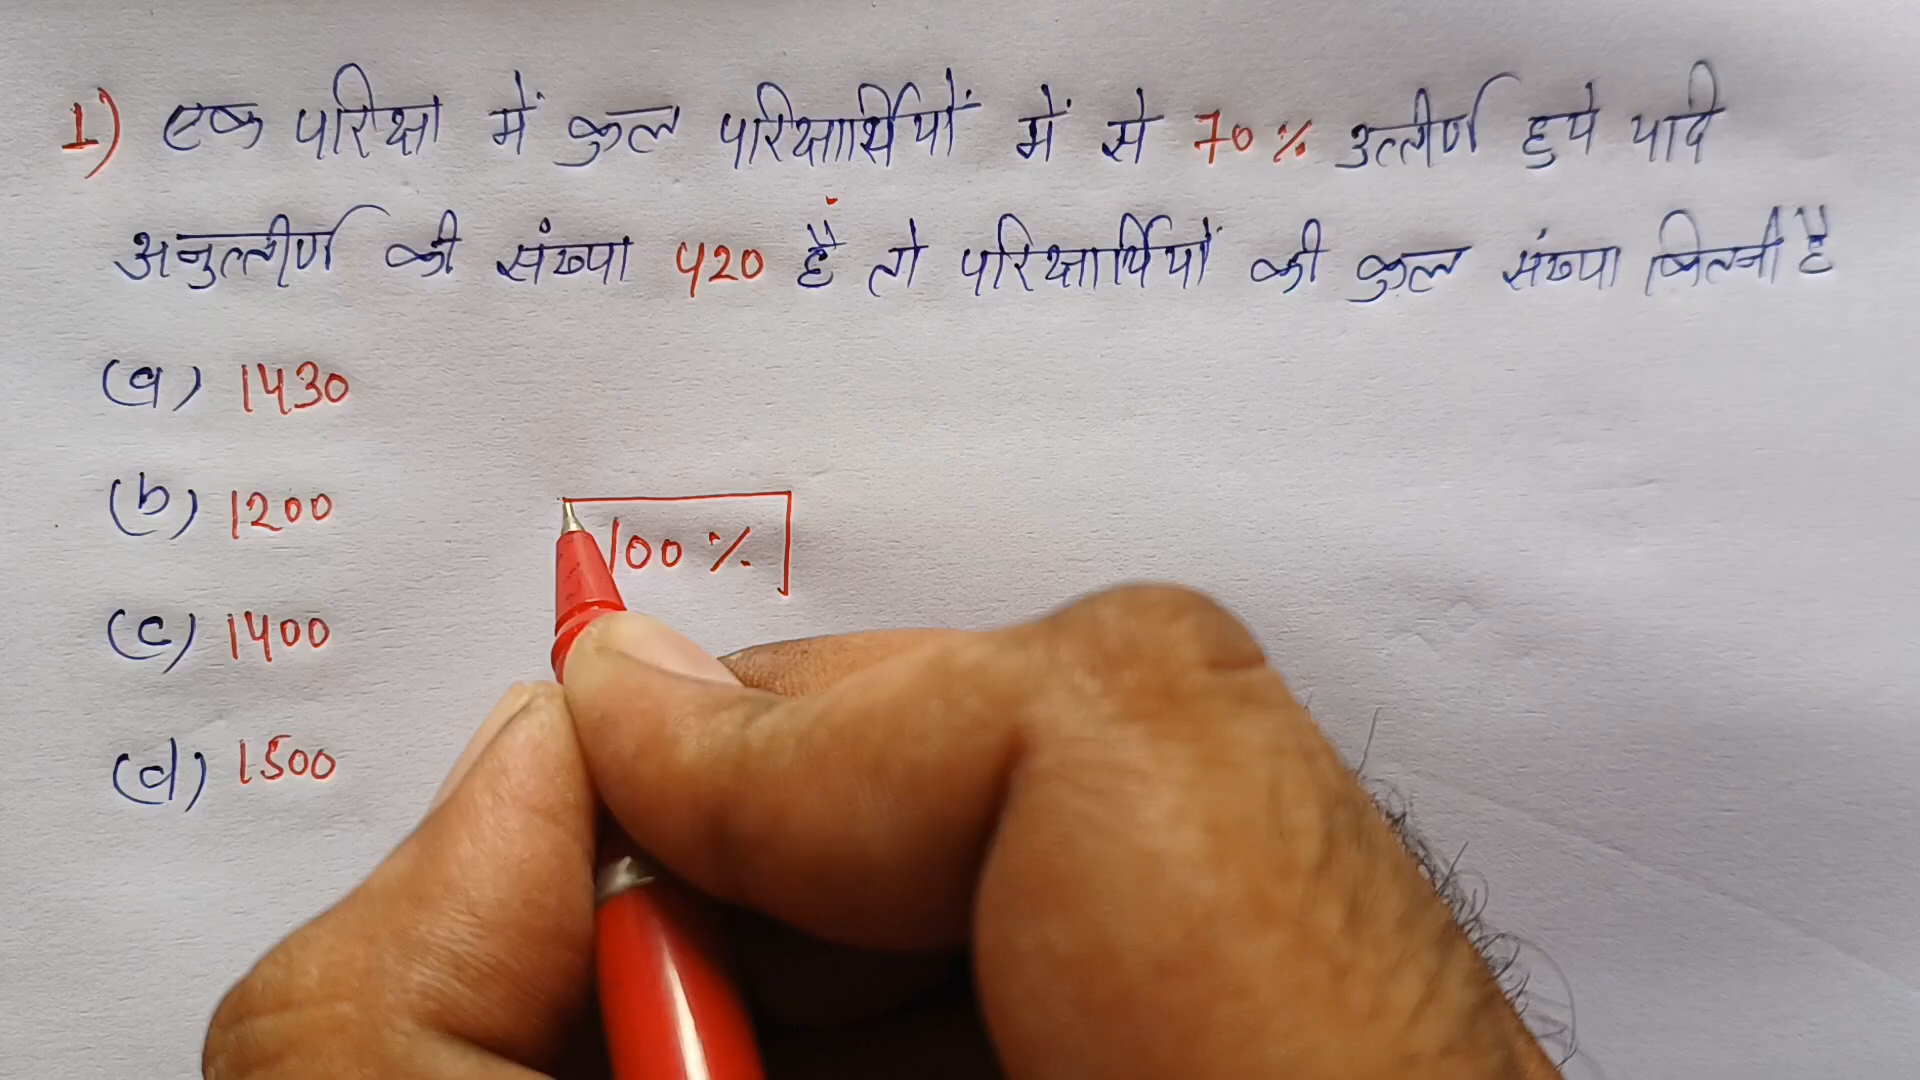 1) एक परिक्षा में कुल परिक्षार्थियों में से 70% उत्तीर्ण हुये यदि
अनुत्तीर्ण की संख्या 420 है तो परिक्षार्थियों की कुल संख्या कितनी है
(a) 1430
(b) 1200
(c) 1400
(d) 1500
100 %